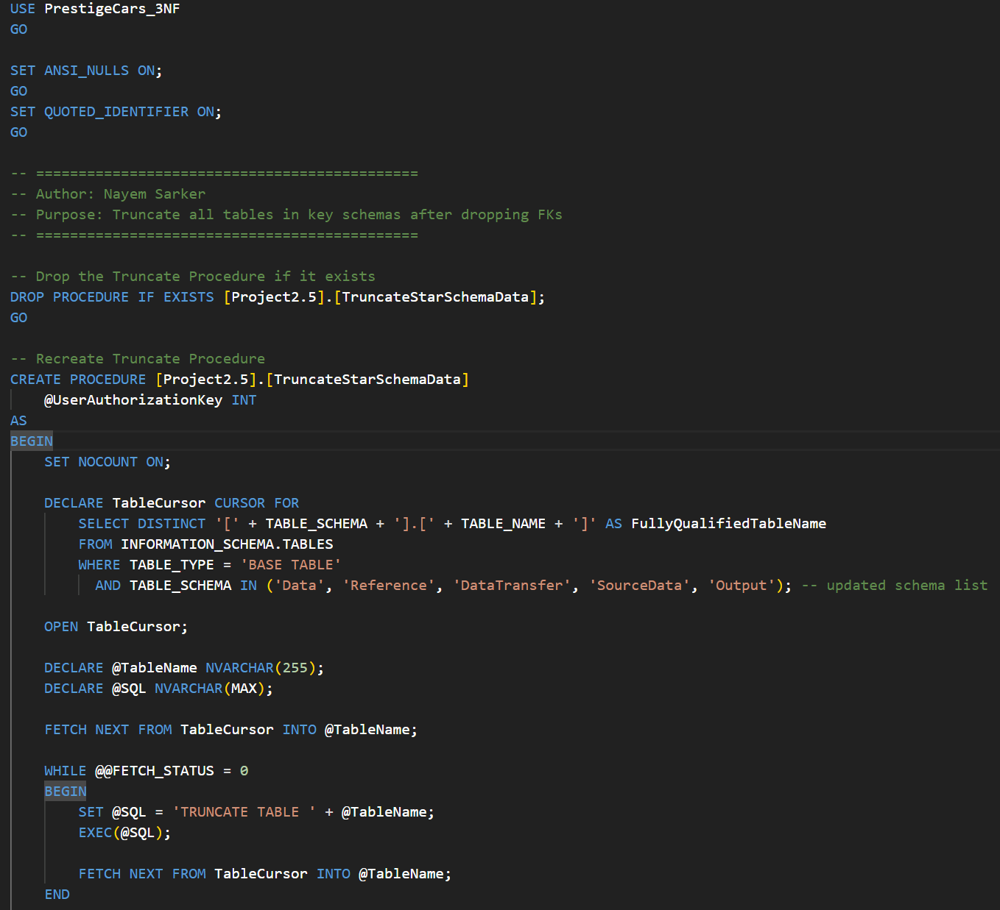 USE PrestigeCars_3NF
GO
SET ANSI_NULLS ON;
GO
SET QUOTED_IDENTIFIER ON;
GO
-- =============================================
-- Author: Nayem Sarker
-- Purpose: Truncate all tables in key schemas after dropping FKs
-- =============================================
-- Drop the Truncate Procedure if it exists
DROP PROCEDURE IF EXISTS [Project2.5].[TruncateStarSchemaData];
GO
-- Recreate Truncate Procedure
CREATE PROCEDURE [Project2.5].[TruncateStarSchemaData]
    @UserAuthorizationKey INT
AS
BEGIN
    SET NOCOUNT ON;
    DECLARE TableCursor CURSOR FOR
        SELECT DISTINCT '[' + TABLE_SCHEMA + '].[' + TABLE_NAME + ']' AS FullyQualifiedTableName
        FROM INFORMATION_SCHEMA.TABLES
        WHERE TABLE_TYPE = 'BASE TABLE'
          AND TABLE_SCHEMA IN ('Data', 'Reference', 'DataTransfer', 'SourceData', 'Output'); -- updated schema list
    OPEN TableCursor;
    DECLARE @TableName NVARCHAR(255);
    DECLARE @SQL NVARCHAR(MAX);
    FETCH NEXT FROM TableCursor INTO @TableName;
    WHILE @@FETCH_STATUS = 0
    BEGIN
        SET @SQL = 'TRUNCATE TABLE ' + @TableName;
        EXEC(@SQL);
        FETCH NEXT FROM TableCursor INTO @TableName;
    END